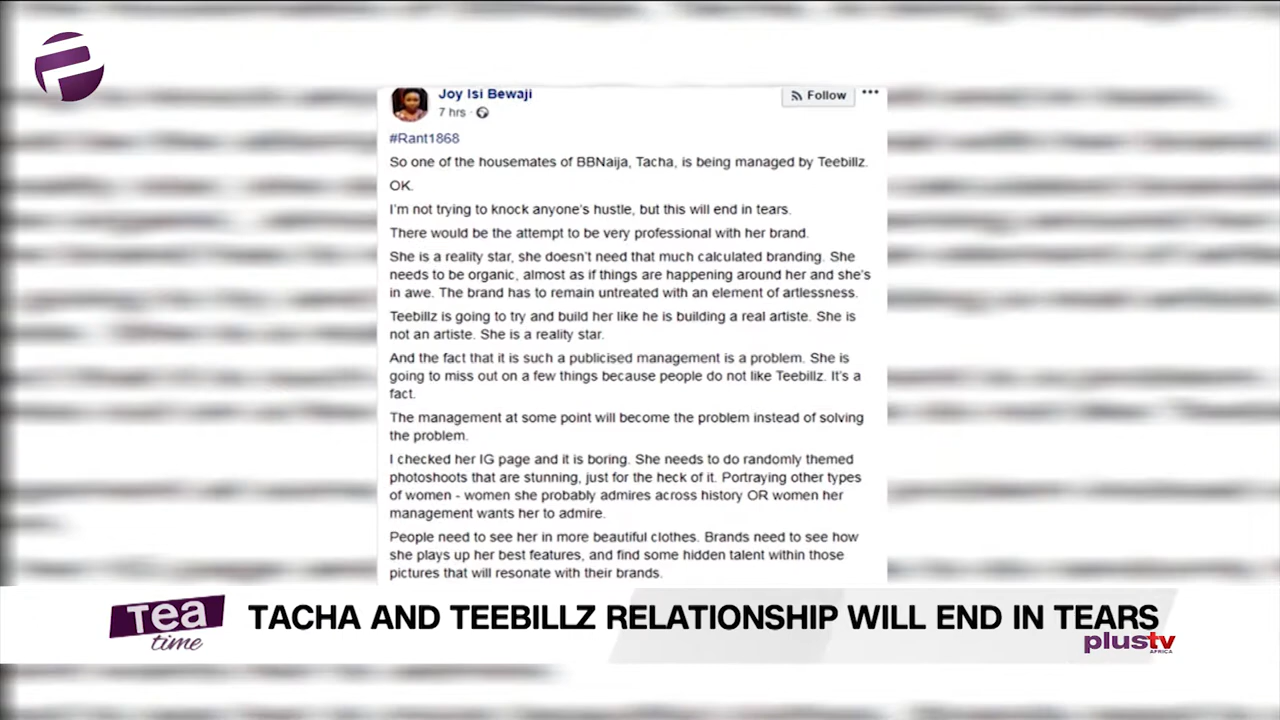 Joy Isi Bewaji
Follow
7 hrs
#Rant1868
So one of the housemates of BBNaija, Tacha, is being managed by Teebillz.
OK.
I'm not trying to knock anyone's hustle, but this will end in tears.
There would be the attempt to be very professional with her brand.
She is a reality star, she doesn't need that much calculated branding. She
needs to be organic, almost as if things are happening around her and she's
in awe. The brand has to remain untreated with an element of artlessness.
Teebillz is going to try and build her like he is building a real artiste. She is
not an artiste. She is a reality star.
And the fact that it is such a publicised management is a problem. She is
going to miss out on a few things because people do not like Teebillz. It's a
fact.
The management at some point will become the problem instead of solving
the problem.
I checked her IG page and it is boring. She needs to do randomly themed
photoshoots that are stunning, just for the heck of it. Portraying other types
of women - women she probably admires across history OR women her
management wants her to admire.
People need to see her in more beautiful clothes. Brands need to see how
she plays up her best features, and find some hidden talent within those
pictures that will resonate with their brands.
Tea
time
TACHA AND TEEBILLZ RELATIONSHIP WILL END IN TEARS
plustv
AFRICA